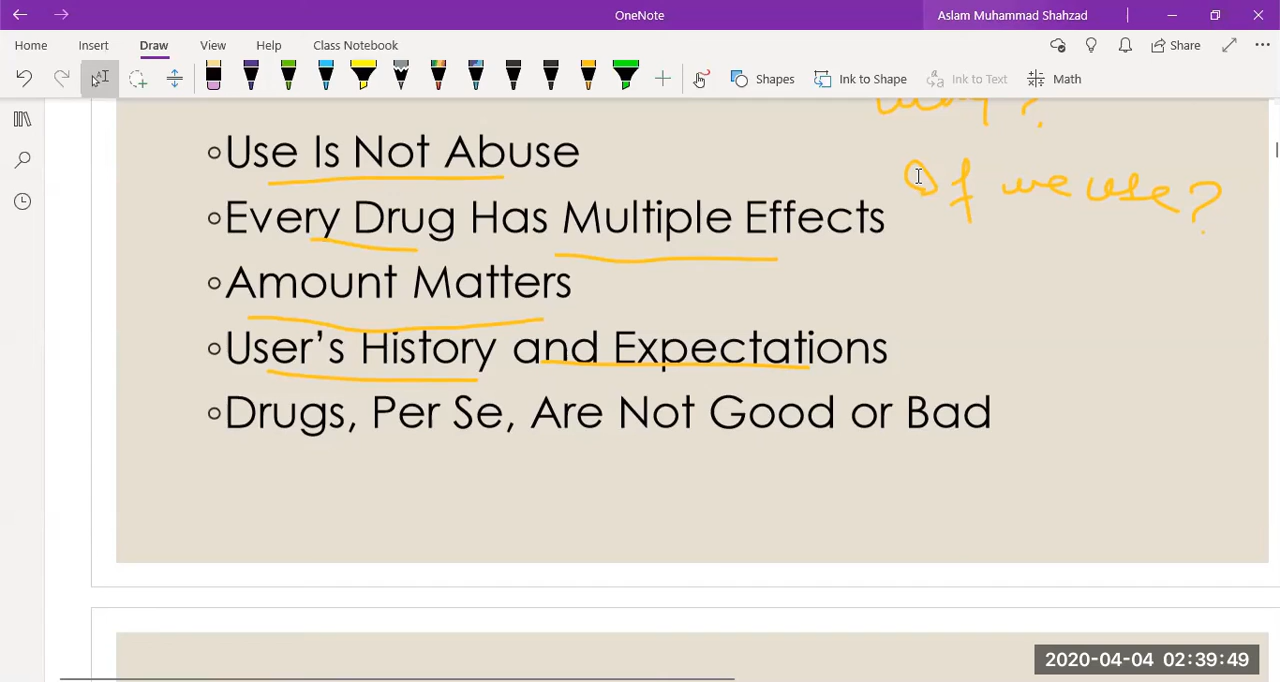 OneNote
Aslam Muhammad Shahzad
Home Insert Draw View Help Class Notebook Share
Shapes Ink to Shape Ink to Text Math
Use Is Not Abuse
If we use?
Every Drug Has Multiple Effects
Amount Matters
User's History and Expectations
Drugs, Per Se, Are Not Good or Bad
2020-04-04 02:39:49